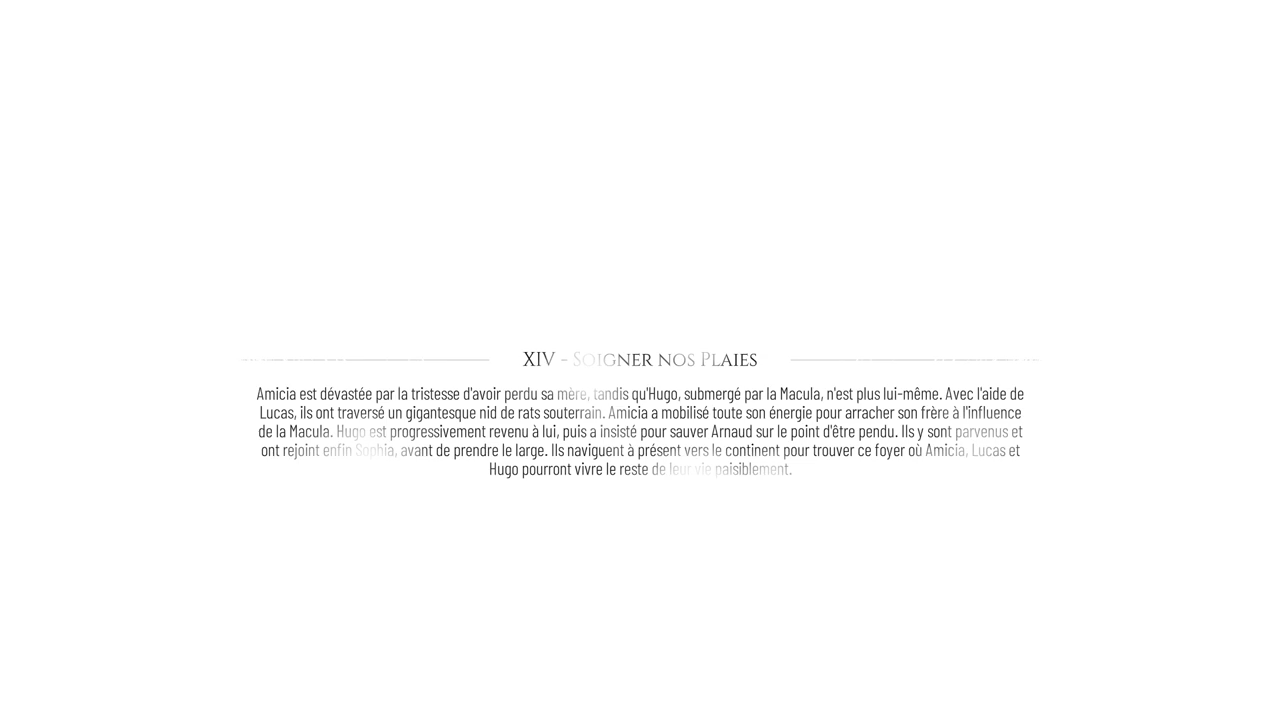 XIV - Soigner nos Plaies
Amicia est dévastée par la tristesse d'avoir perdu sa mère, tandis qu'Hugo, submergé par la Macula, n'est plus lui-même. Avec l'aide de
Lucas, ils ont traversé un gigantesque nid de rats souterrain. Amicia a mobilisé toute son énergie pour arracher son frère à l'influence
de la Macula. Hugo est progressivement revenu à lui, puis a insisté pour sauver Arnaud sur le point d'être pendu. Ils y sont parvenus et
ont rejoint enfin Sophia, avant de prendre le large. Ils naviguent à présent vers le continent pour trouver ce foyer où Amicia, Lucas et
Hugo pourront vivre le reste de leur vie paisiblement.